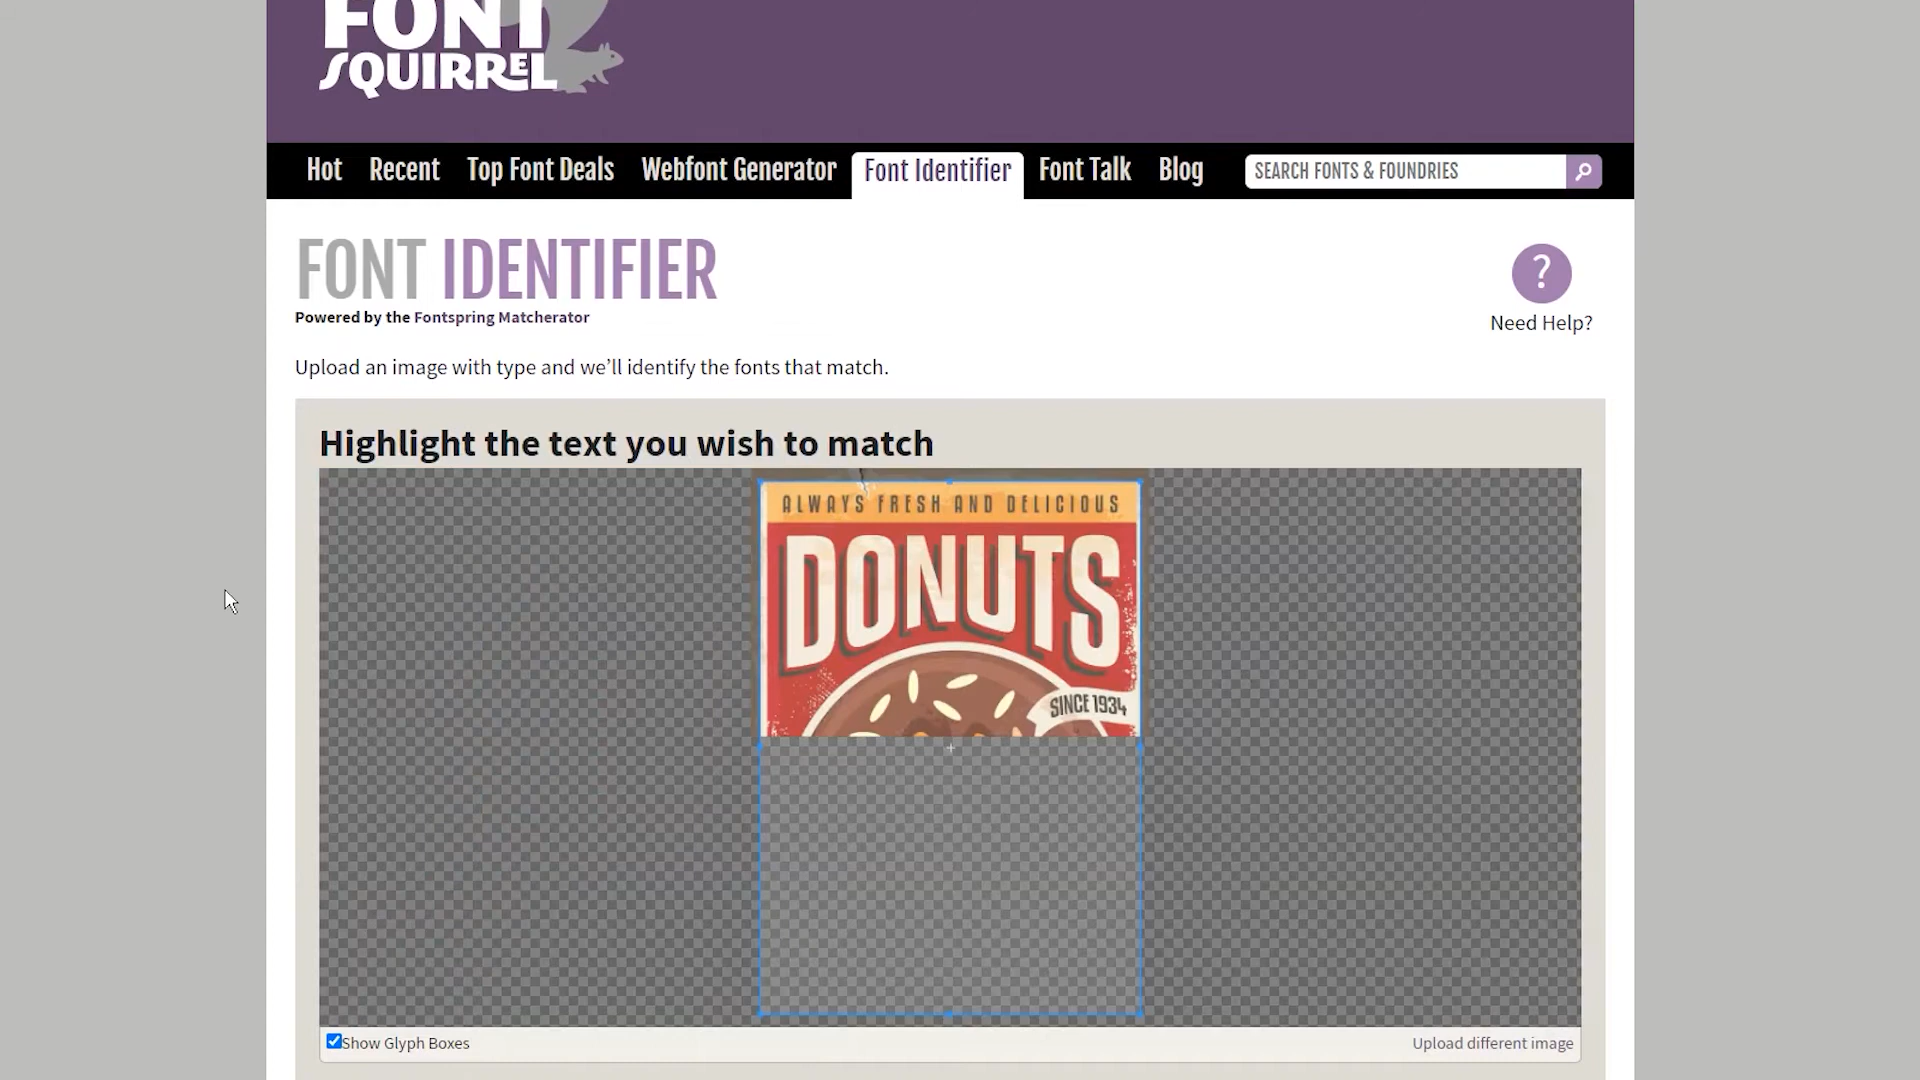 FONT
SQUIRREL
Hot Recent Top Font Deals Webfont Generator Font Identifier Font Talk Blog SEARCH FONTS & FOUNDRIES
FONT IDENTIFIER
Powered by the Fontspring Matcherator
?
Need Help?
Upload an image with type and we'll identify the fonts that match.
Highlight the text you wish to match
ALWAYS FRESH AND DELICIOUS
DONUTS
SINCE 1934
Show Glyph Boxes
Upload different image